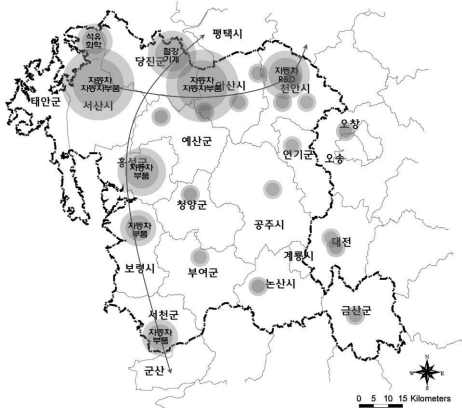 평택시
석유
화학
당진군
철강
기계
자동차
자동차부품
자동차
자동차부품
아산시
자동차
R&D
천안시
태안군
서산시
예산군
연기군
오창
오송
홍성군
자동차
부품
청양군
공주시
대전
자동차
부품
보령시
부여군
계룡시
논산시
금산군
서천군
자동차
부품
군산
N
W
E
S
0 5 10 15 Kilometers